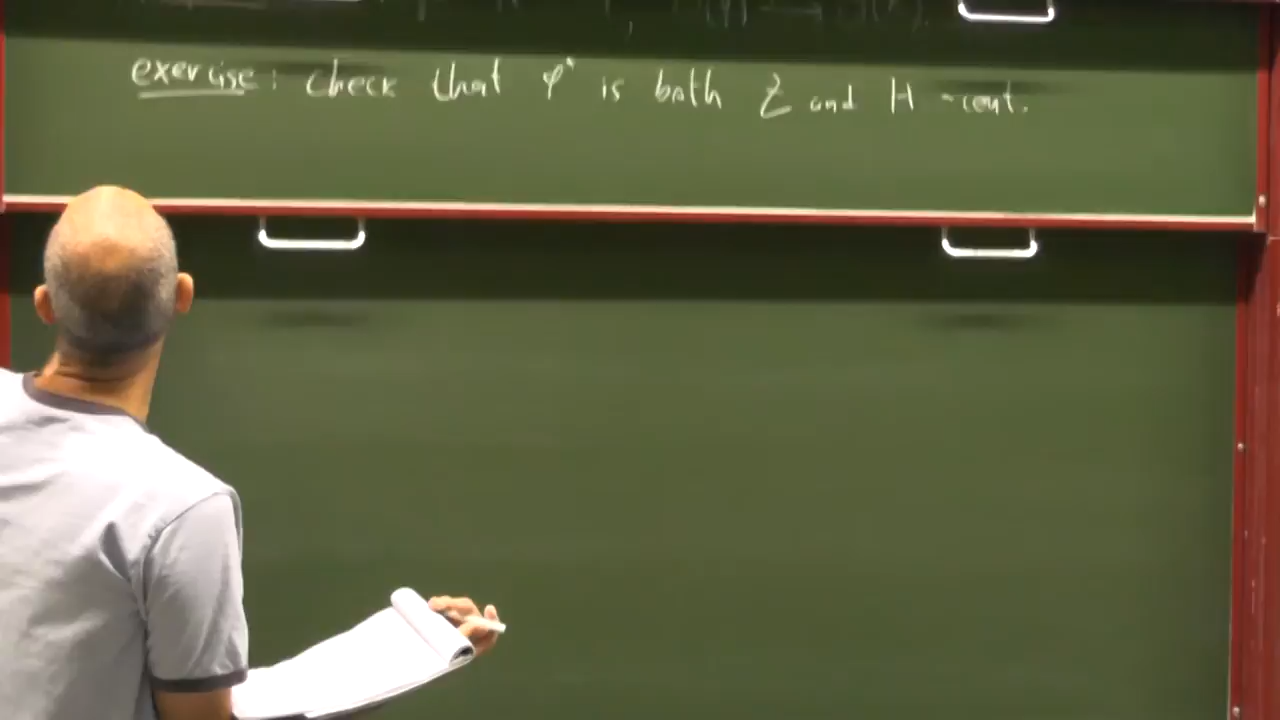 exercise: check that φ* is both Z and H -cont.